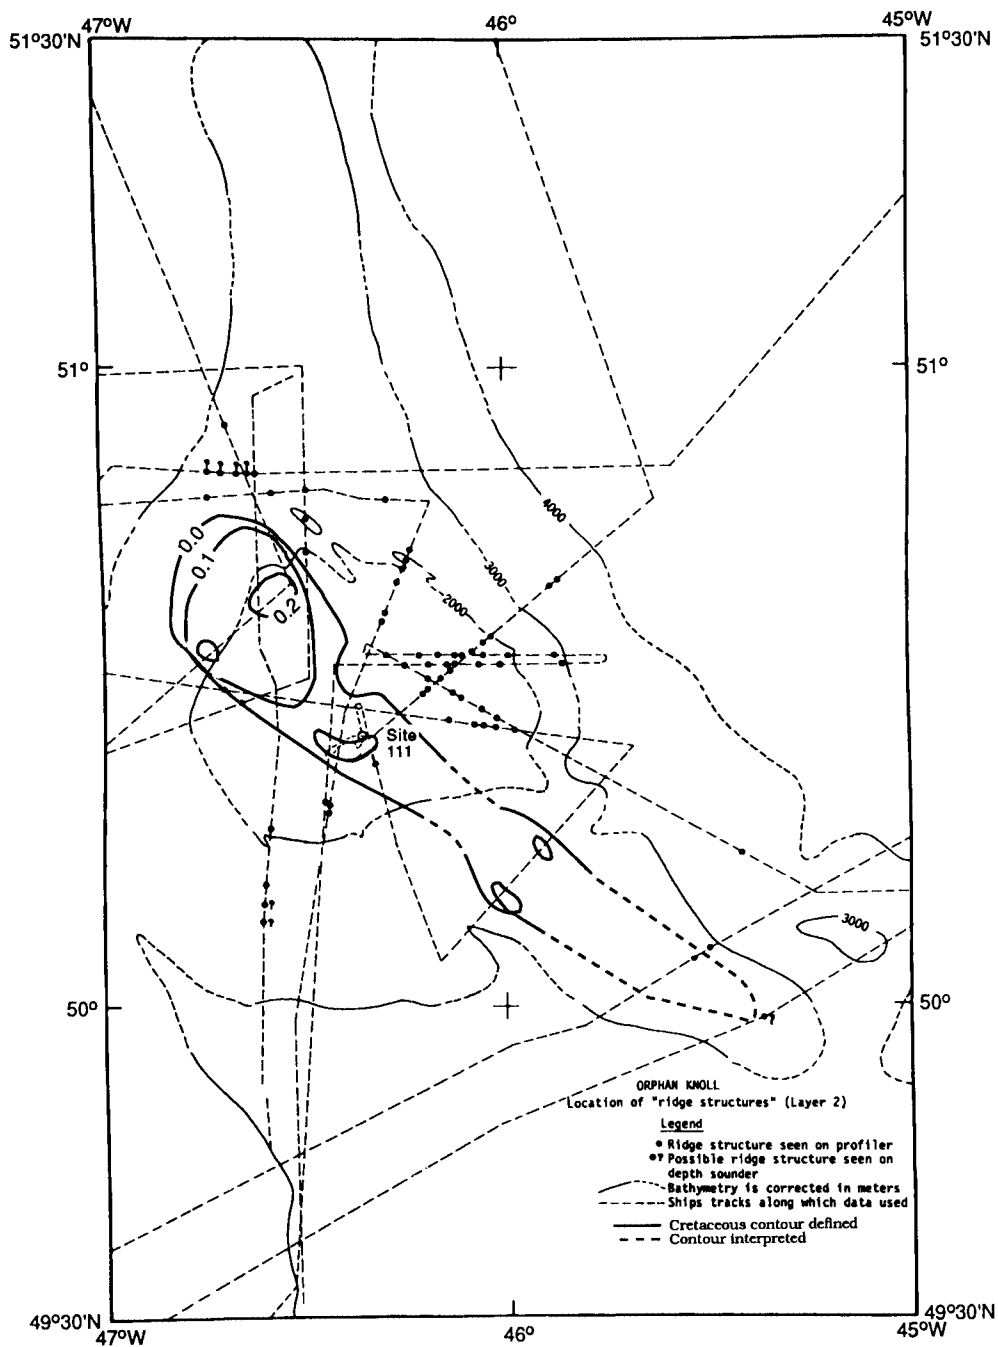 47°W
46°
45°W
51°30'N
51°30'N
51°
51°
4000
3000
2000
0.0
0.1
0.2
Site
111
3000
50°
50°
?
?
?
ORPHAN KNOLL
Location of "ridge structures" (Layer 2)
Legend
Ridge structure seen on profiler
? Possible ridge structure seen on
depth sounder
Bathymetry is corrected in meters
Ships tracks along which data used
Cretaceous contour defined
Contour interpreted
49°30'N
49°30'N
47°W
46°
45°W